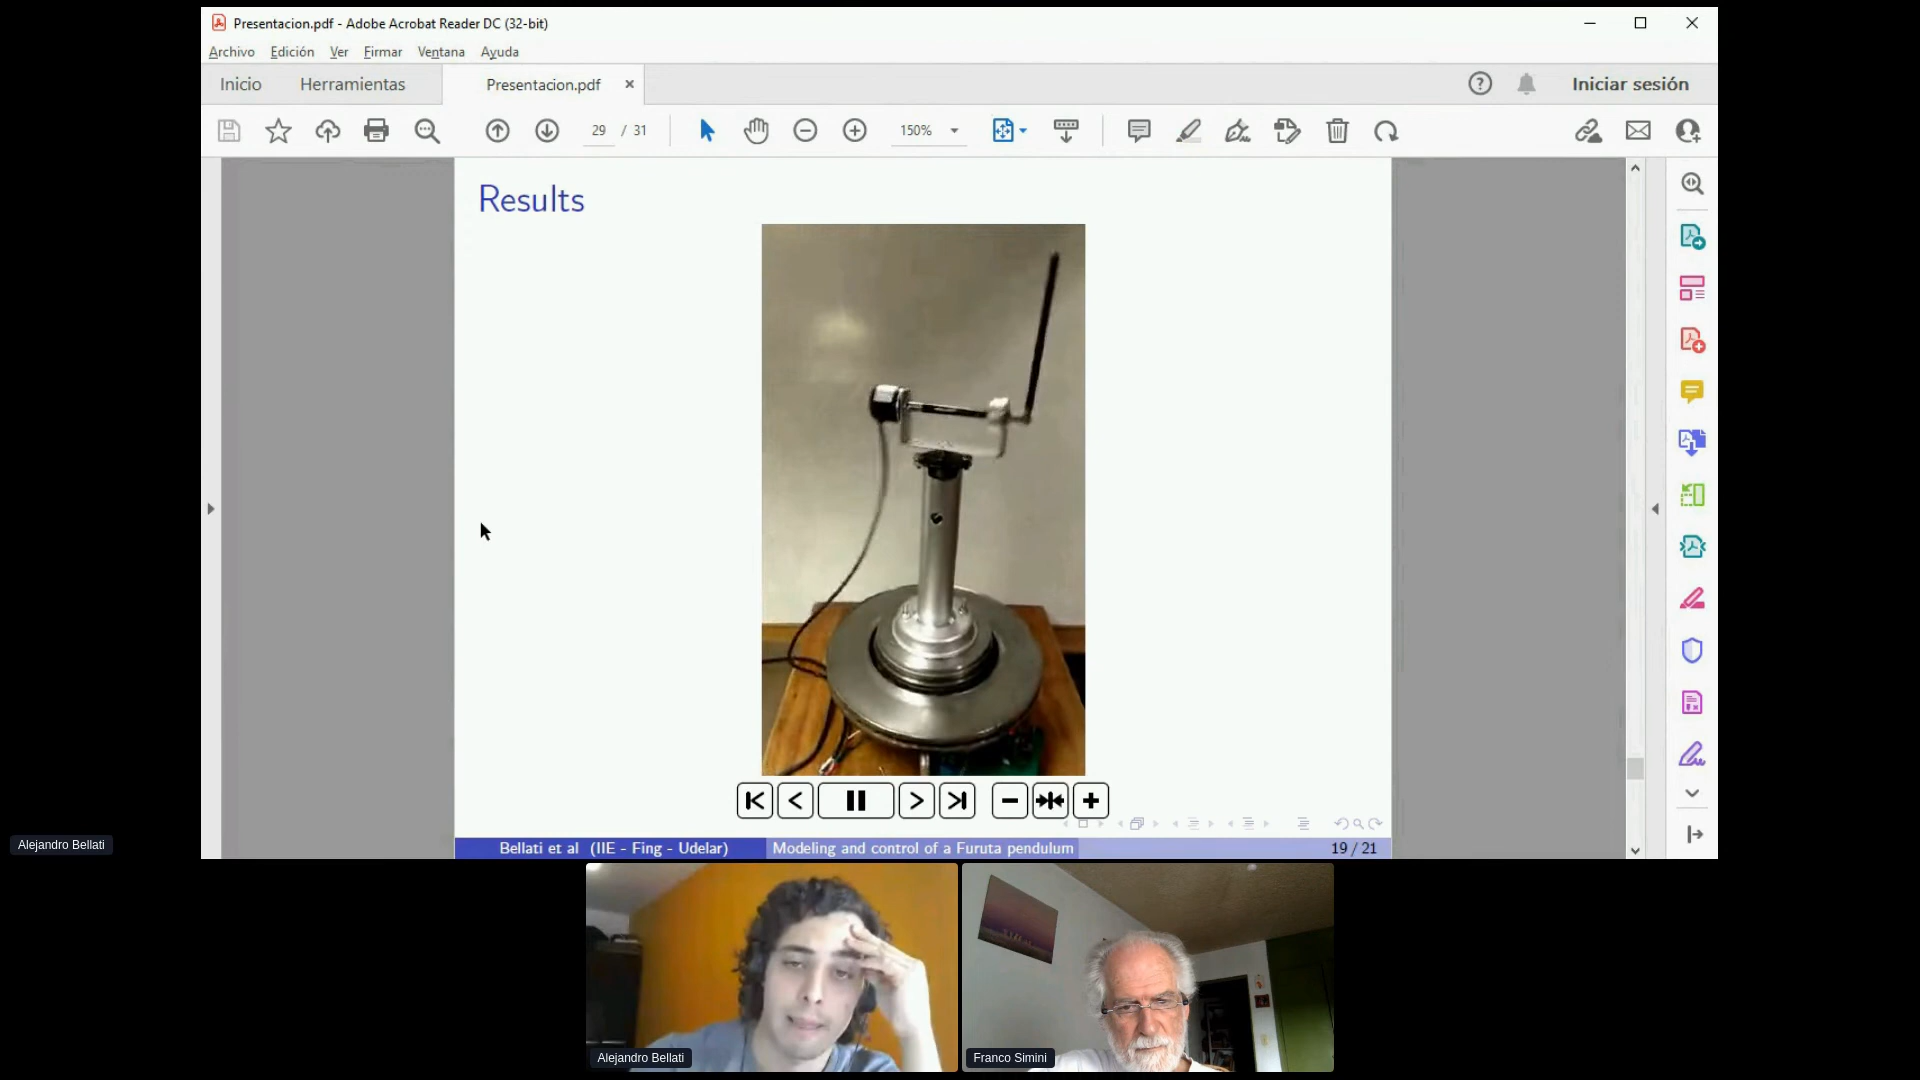 Presentacion.pdf - Adobe Acrobat Reader DC (32-bit)
Archivo Edición Ver Firmar Ventana Ayuda
Inicio Herramientas Presentacion.pdf × Iniciar sesión
29 / 31 150%
Results
Bellati et al (IIE - Fing - Udelar) Modeling and control of a Furuta pendulum 19 / 21
Alejandro Bellati
Alejandro Bellati
Franco Simini